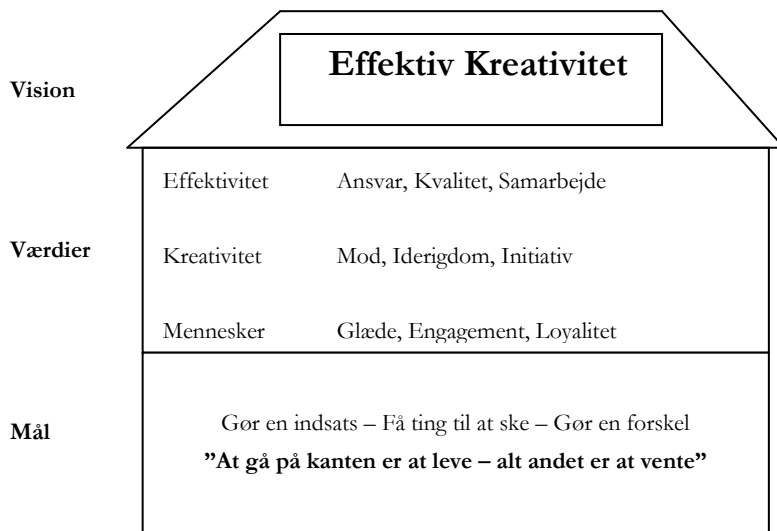 Effektiv Kreativitet
Vision
Effektivitet Ansvar, Kvalitet, Samarbejde
Værdier
Kreativitet Mod, Iderigdom, Initiativ
Mennesker Glæde, Engagement, Loyalitet
Mål
Gør en indsats – Få ting til at ske – Gør en forskel
”At gå på kanten er at leve – alt andet er at vente”